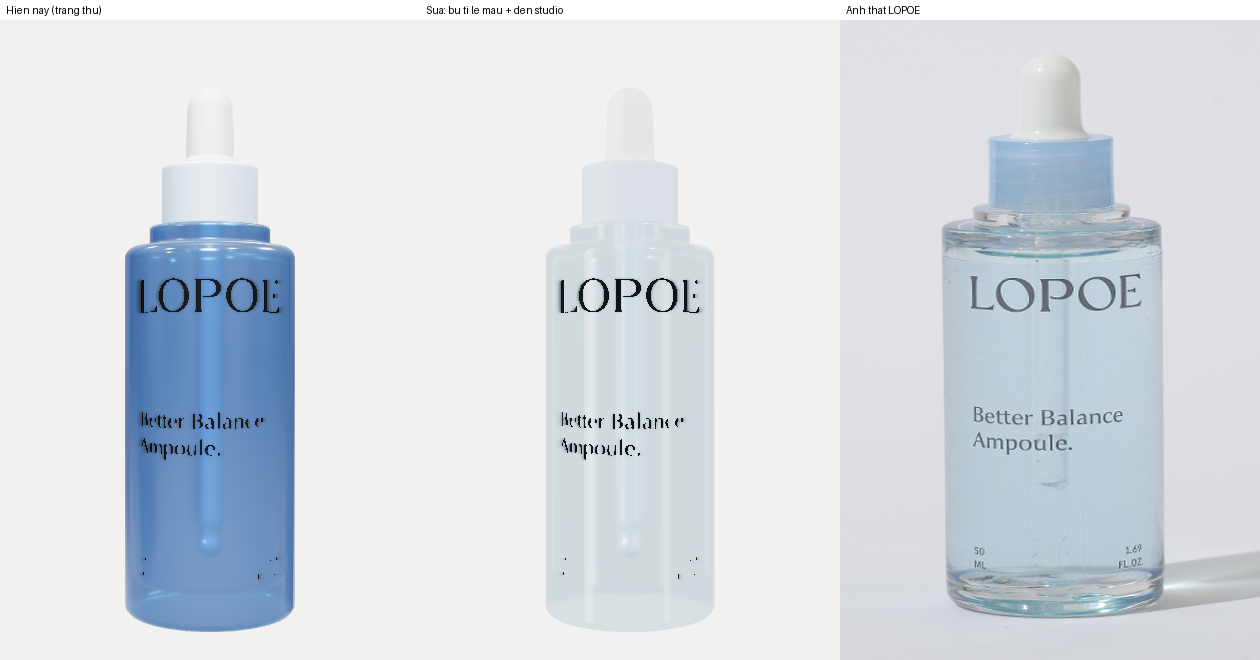 Hien nay (trang thu)
Sua: bu ti le mau + den studio
Anh that LOPOE
LOPOE
Better Balance
Ampoule.
LOPOE
Better Balance
Ampoule.
LOPOE
Better Balance
Ampoule.
50
ML
1.69
FL.OZ